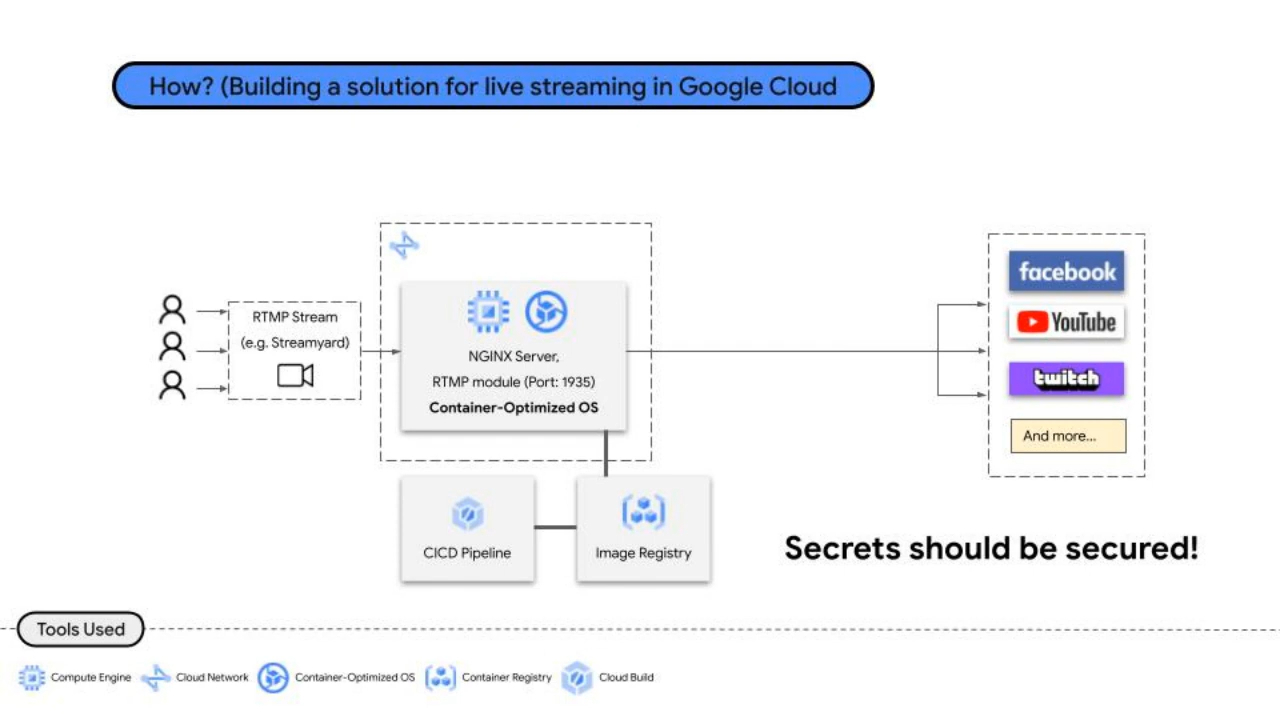 How? (Building a solution for live streaming in Google Cloud
RTMP Stream
(e.g. Streamyard)
NGINX Server,
RTMP module (Port: 1935)
Container-Optimized OS
facebook
YouTube
twitch
And more...
CICD Pipeline
Image Registry
Secrets should be secured!
Tools Used
Compute Engine
Cloud Network
Container-Optimized OS
Container Registry
Cloud Build